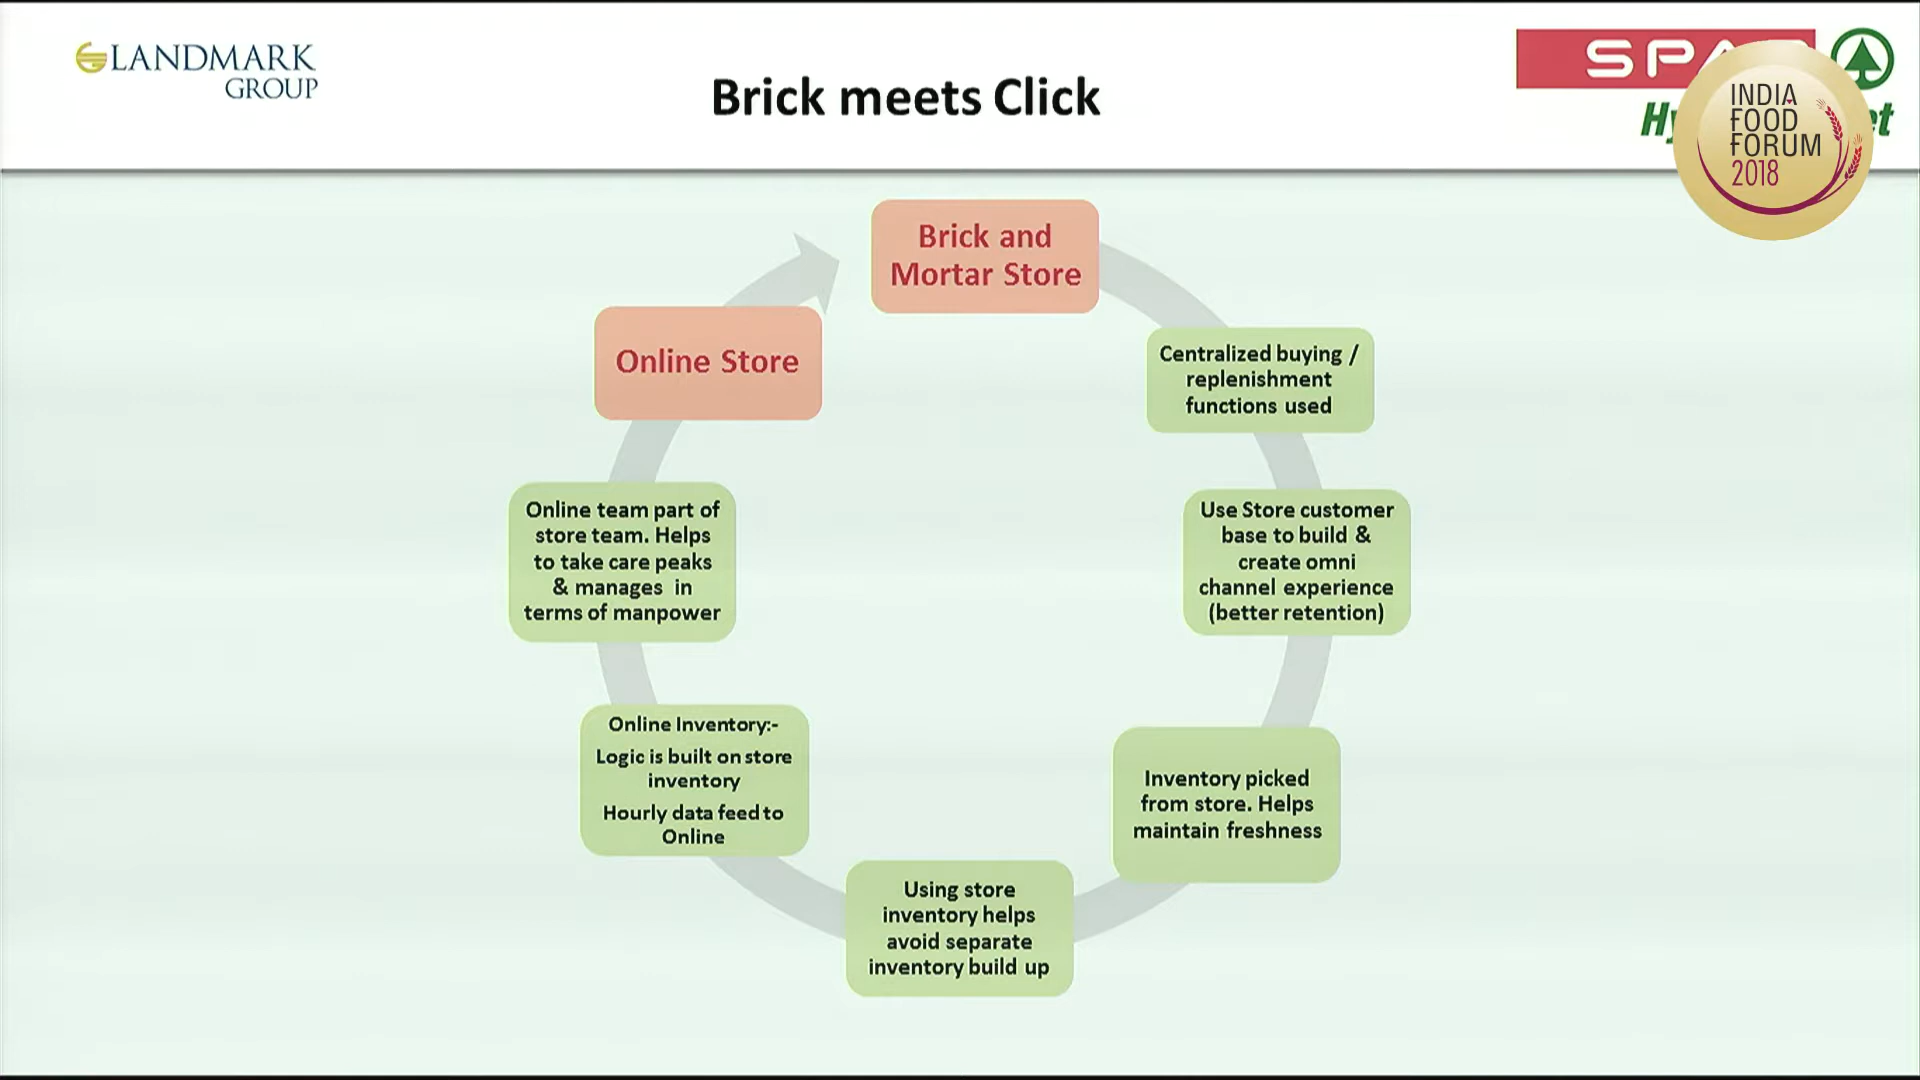 LANDMARK
GROUP
Brick meets Click
INDIA
FOOD
FORUM
2018
Brick and
Mortar Store
Online Store
Centralized buying /
replenishment
functions used
Online team part of
store team. Helps
to take care peaks
& manages in
terms of manpower
Use Store customer
base to build &
create omni
channel experience
(better retention)
Online Inventory:-
Logic is built on store
inventory
Hourly data feed to
Online
Inventory picked
from store. Helps
maintain freshness
Using store
inventory helps
avoid separate
inventory build up